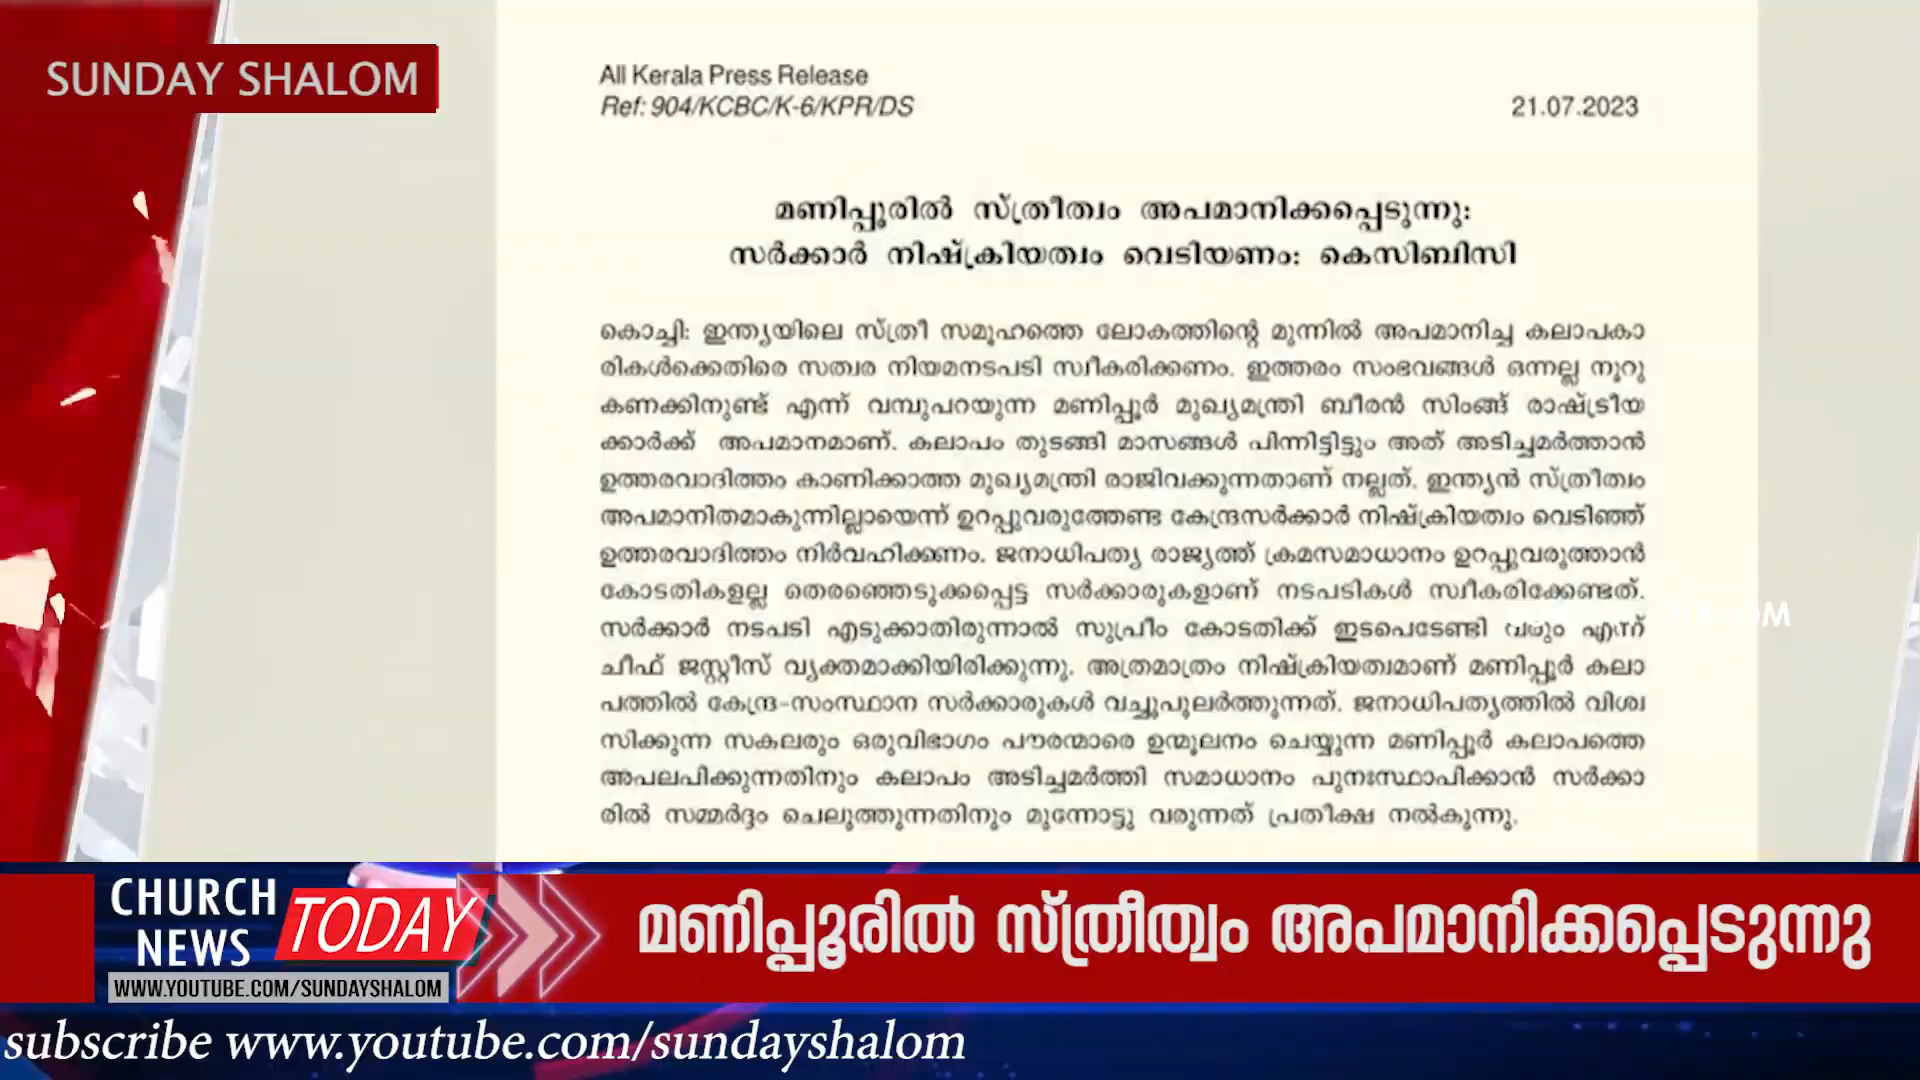 SUNDAY SHALOM
All Kerala Press Release
Ref: 904/KCBC/K-6/KPR/DS
21.07.2023
മണിപ്പൂരിൽ സ്ത്രീത്വം അപമാനിക്കപ്പെടുന്നു:
സർക്കാർ നിഷ്ക്രിയത്വം വെടിയണം: കെസിബിസി
കൊച്ചി: ഇന്ത്യയിലെ സ്ത്രീ സമൂഹത്തെ ലോകത്തിന്റെ മുന്നിൽ അപമാനിച്ച കലാപകാ
രികൾക്കെതിരെ സത്വര നിയമനടപടി സ്വീകരിക്കണം. ഇത്തരം സംഭവങ്ങൾ ഒന്നല്ല നൂറു
കണക്കിനുണ്ട് എന്ന് വമ്പുപറയുന്ന മണിപ്പൂർ മുഖ്യമന്ത്രി ബീരൻ സിംങ്ങ് രാഷ്ട്രീയ
ക്കാർക്ക് അപമാനമാണ്. കലാപം തുടങ്ങി മാസങ്ങൾ പിന്നിട്ടിട്ടും അത് അടിച്ചമർത്താൻ
ഉത്തരവാദിത്തം കാണിക്കാത്ത മുഖ്യമന്ത്രി രാജിവക്കുന്നതാണ് നല്ലത്. ഇന്ത്യൻ സ്ത്രീത്വം
അപമാനിതമാകുന്നില്ലായെന്ന് ഉറപ്പുവരുത്തേണ്ട കേന്ദ്രസർക്കാർ നിഷ്ക്രിയത്വം വെടിഞ്ഞ്
ഉത്തരവാദിത്തം നിർവഹിക്കണം. ജനാധിപത്യ രാജ്യത്ത് ക്രമസമാധാനം ഉറപ്പുവരുത്താൻ
കോടതികളല്ല തെരഞ്ഞെടുക്കപ്പെട്ട സർക്കാരുകളാണ് നടപടികൾ സ്വീകരിക്കേണ്ടത്.
സർക്കാർ നടപടി എടുക്കാതിരുന്നാൽ സുപ്രീം കോടതിക്ക് ഇടപെടേണ്ടി വരും എന്ന്
ചീഫ് ജസ്റ്റീസ് വ്യക്തമാക്കിയിരിക്കുന്നു. അത്രമാത്രം നിഷ്ക്രിയത്വമാണ് മണിപ്പൂർ കലാ
പത്തിൽ കേന്ദ്ര-സംസ്ഥാന സർക്കാരുകൾ വച്ചുപുലർത്തുന്നത്. ജനാധിപത്യത്തിൽ വിശ്വ
സിക്കുന്ന സകലരും ഒരുവിഭാഗം പൗരന്മാരെ ഉന്മൂലനം ചെയ്യുന്ന മണിപ്പൂർ കലാപത്തെ
അപലപിക്കുന്നതിനും കലാപം അടിച്ചമർത്തി സമാധാനം പുനഃസ്ഥാപിക്കാൻ സർക്കാ
രിൽ സമ്മർദ്ദം ചെലുത്തുന്നതിനും മുന്നോട്ടു വരുന്നത് പ്രതീക്ഷ നൽകുന്നു.
CHURCH
NEWS
TODAY
WWW.YOUTUBE.COM/SUNDAYSHALOM
മണിപ്പൂരിൽ സ്ത്രീത്വം അപമാനിക്കപ്പെടുന്നു
subscribe www.youtube.com/sundayshalom